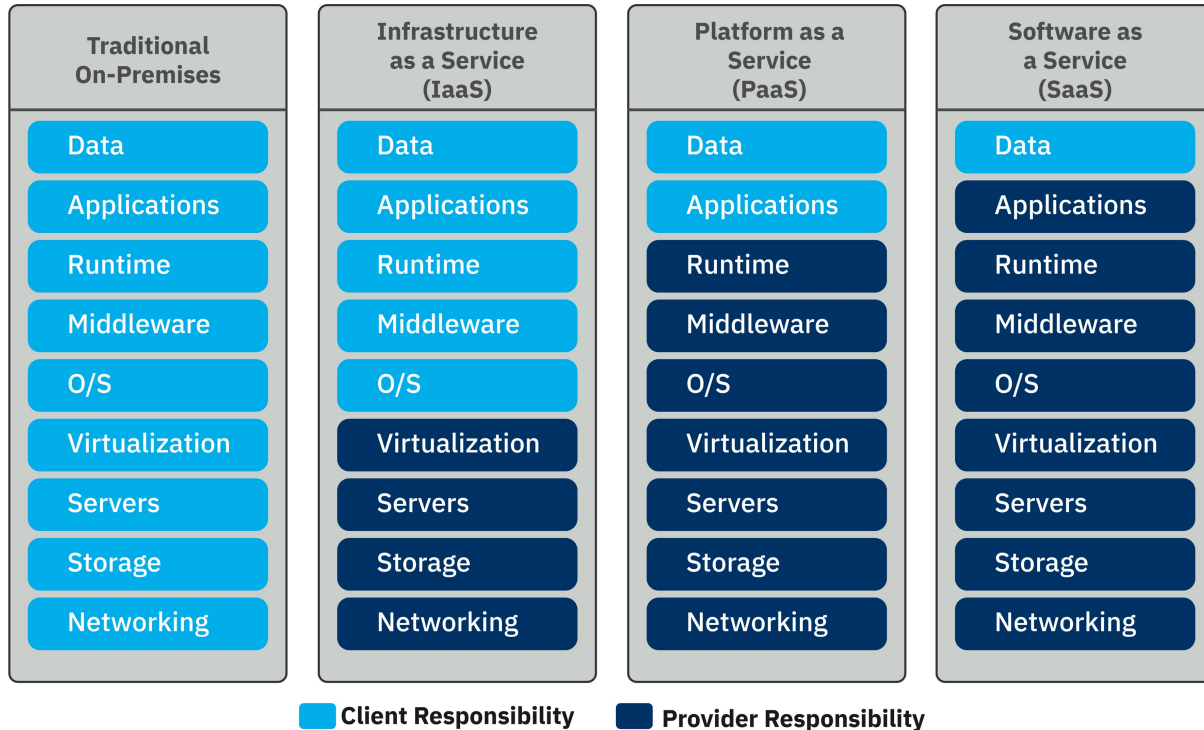 Traditional
On-Premises
Data
Applications
Runtime
Middleware
O/S
Virtualization
Servers
Storage
Networking
Infrastructure
as a Service
(IaaS)
Data
Applications
Runtime
Middleware
O/S
Virtualization
Servers
Storage
Networking
Platform as a
Service
(PaaS)
Data
Applications
Runtime
Middleware
O/S
Virtualization
Servers
Storage
Networking
Software as
a Service
(SaaS)
Data
Applications
Runtime
Middleware
O/S
Virtualization
Servers
Storage
Networking
Client Responsibility
Provider Responsibility